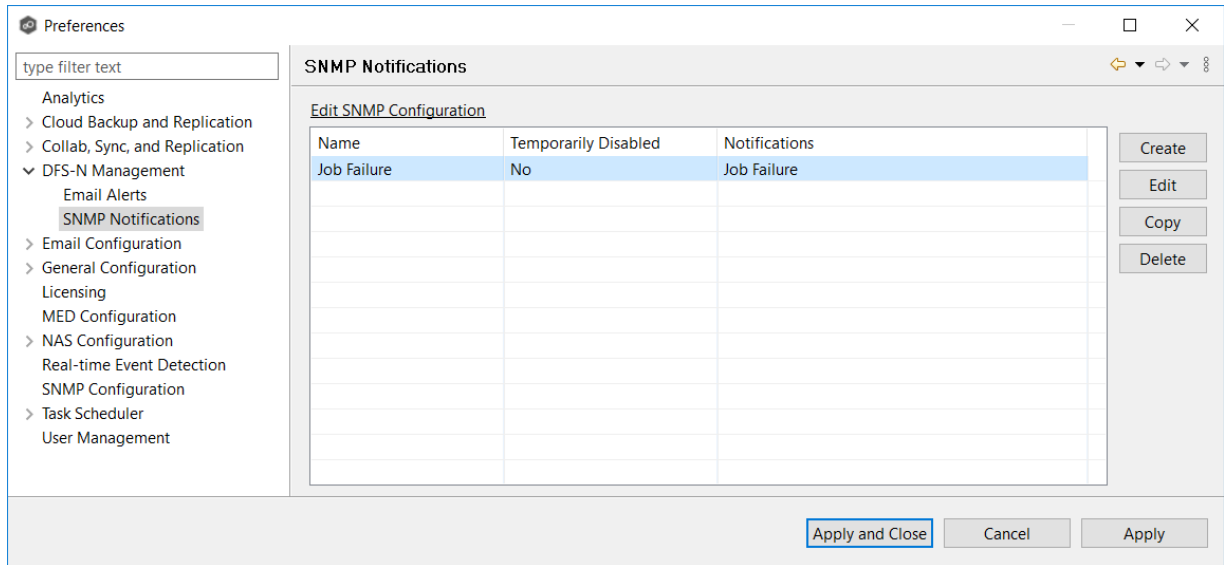 Preferences
type filter text
Analytics
Cloud Backup and Replication
Collab, Sync, and Replication
DFS-N Management
Email Alerts
SNMP Notifications
Email Configuration
General Configuration
Licensing
MED Configuration
NAS Configuration
Real-time Event Detection
SNMP Configuration
Task Scheduler
User Management
SNMP Notifications
Edit SNMP Configuration
Name Temporarily Disabled Notifications
Job Failure No Job Failure
Create
Edit
Copy
Delete
Apply and Close Cancel Apply